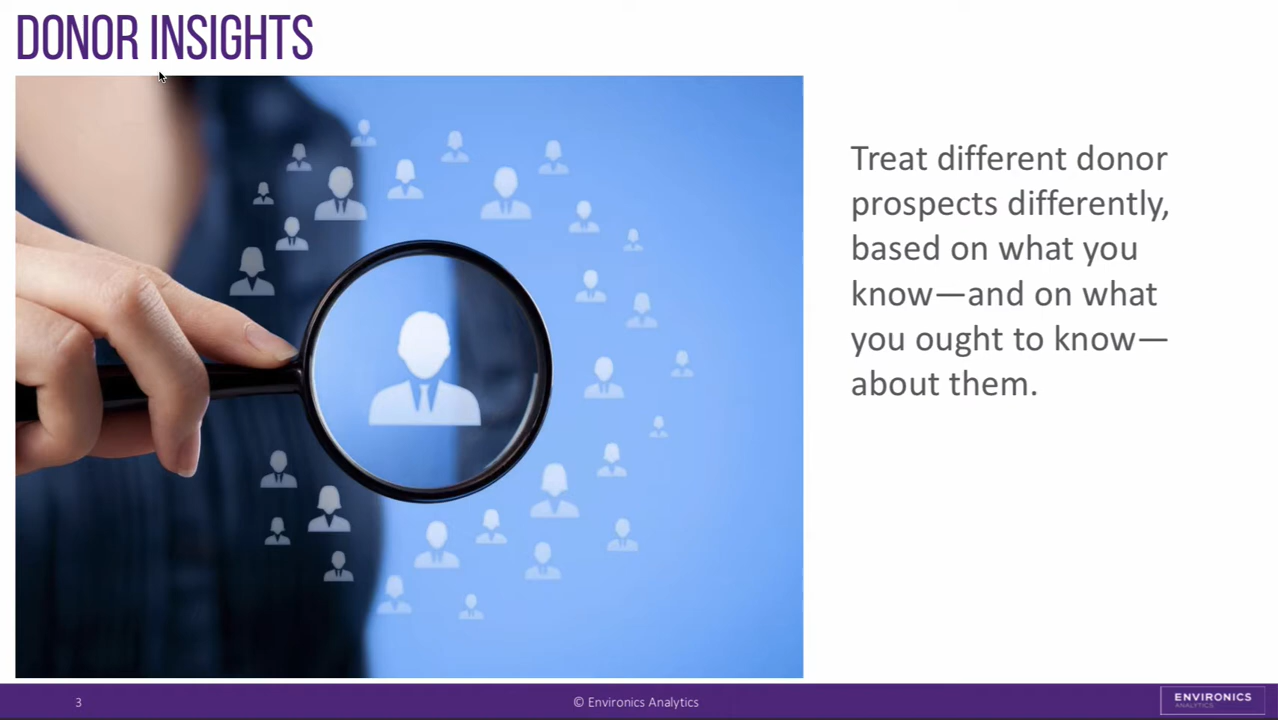 DONOR INSIGHTS
Treat different donor
prospects differently,
based on what you
know—and on what
you ought to know—
about them.
3
© Environics Analytics
ENVIRONICS
ANALYTICS